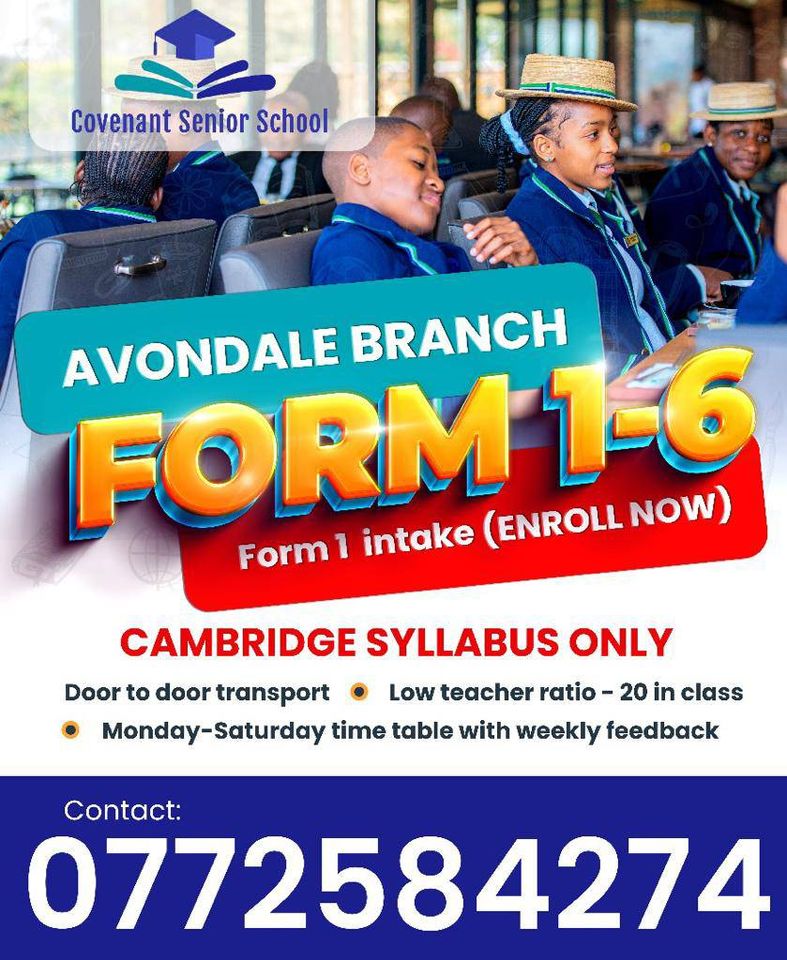 Covenant Senior School
AVONDALE BRANCH
FORM 1-6
Form 1 intake (ENROLL NOW)
CAMBRIDGE SYLLABUS ONLY
Door to door transport
Low teacher ratio - 20 in class
Monday-Saturday time table with weekly feedback
Contact:
0772584274